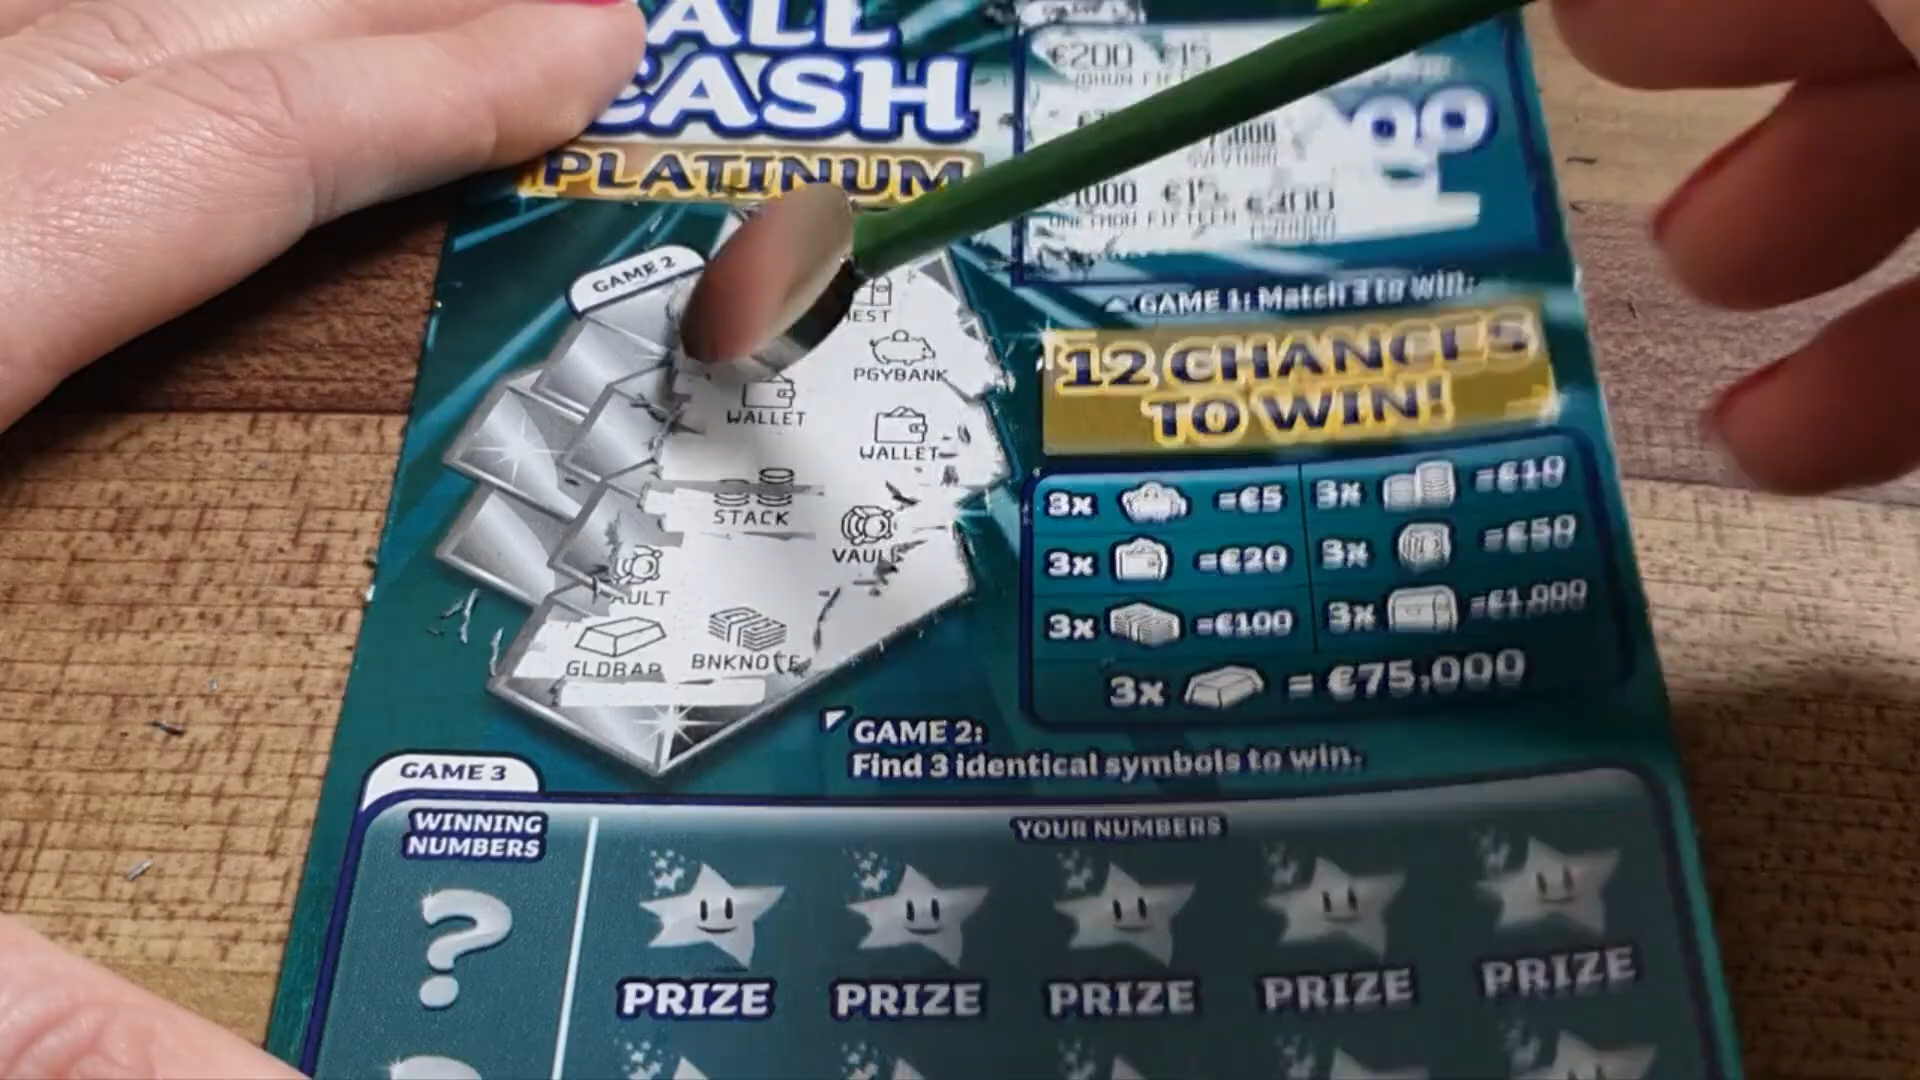 ALL
CASH
PLATINUM
€200 €15
000
1000 €15 €200
GAME 1: Match 3 to win.
GAME 2
EST
PGYBANK
WALLET
WALLET
STACK
VAULT
AULT
GLDBAR
BNKNOTE
12 CHANCES
TO WIN!
3x =€5 3x =€10
3x =€20 3x =€50
3x =€100 3x =€1,000
3x = €75,000
GAME 2:
Find 3 identical symbols to win.
GAME 3
WINNING
NUMBERS
YOUR NUMBERS
?
PRIZE PRIZE PRIZE PRIZE PRIZE